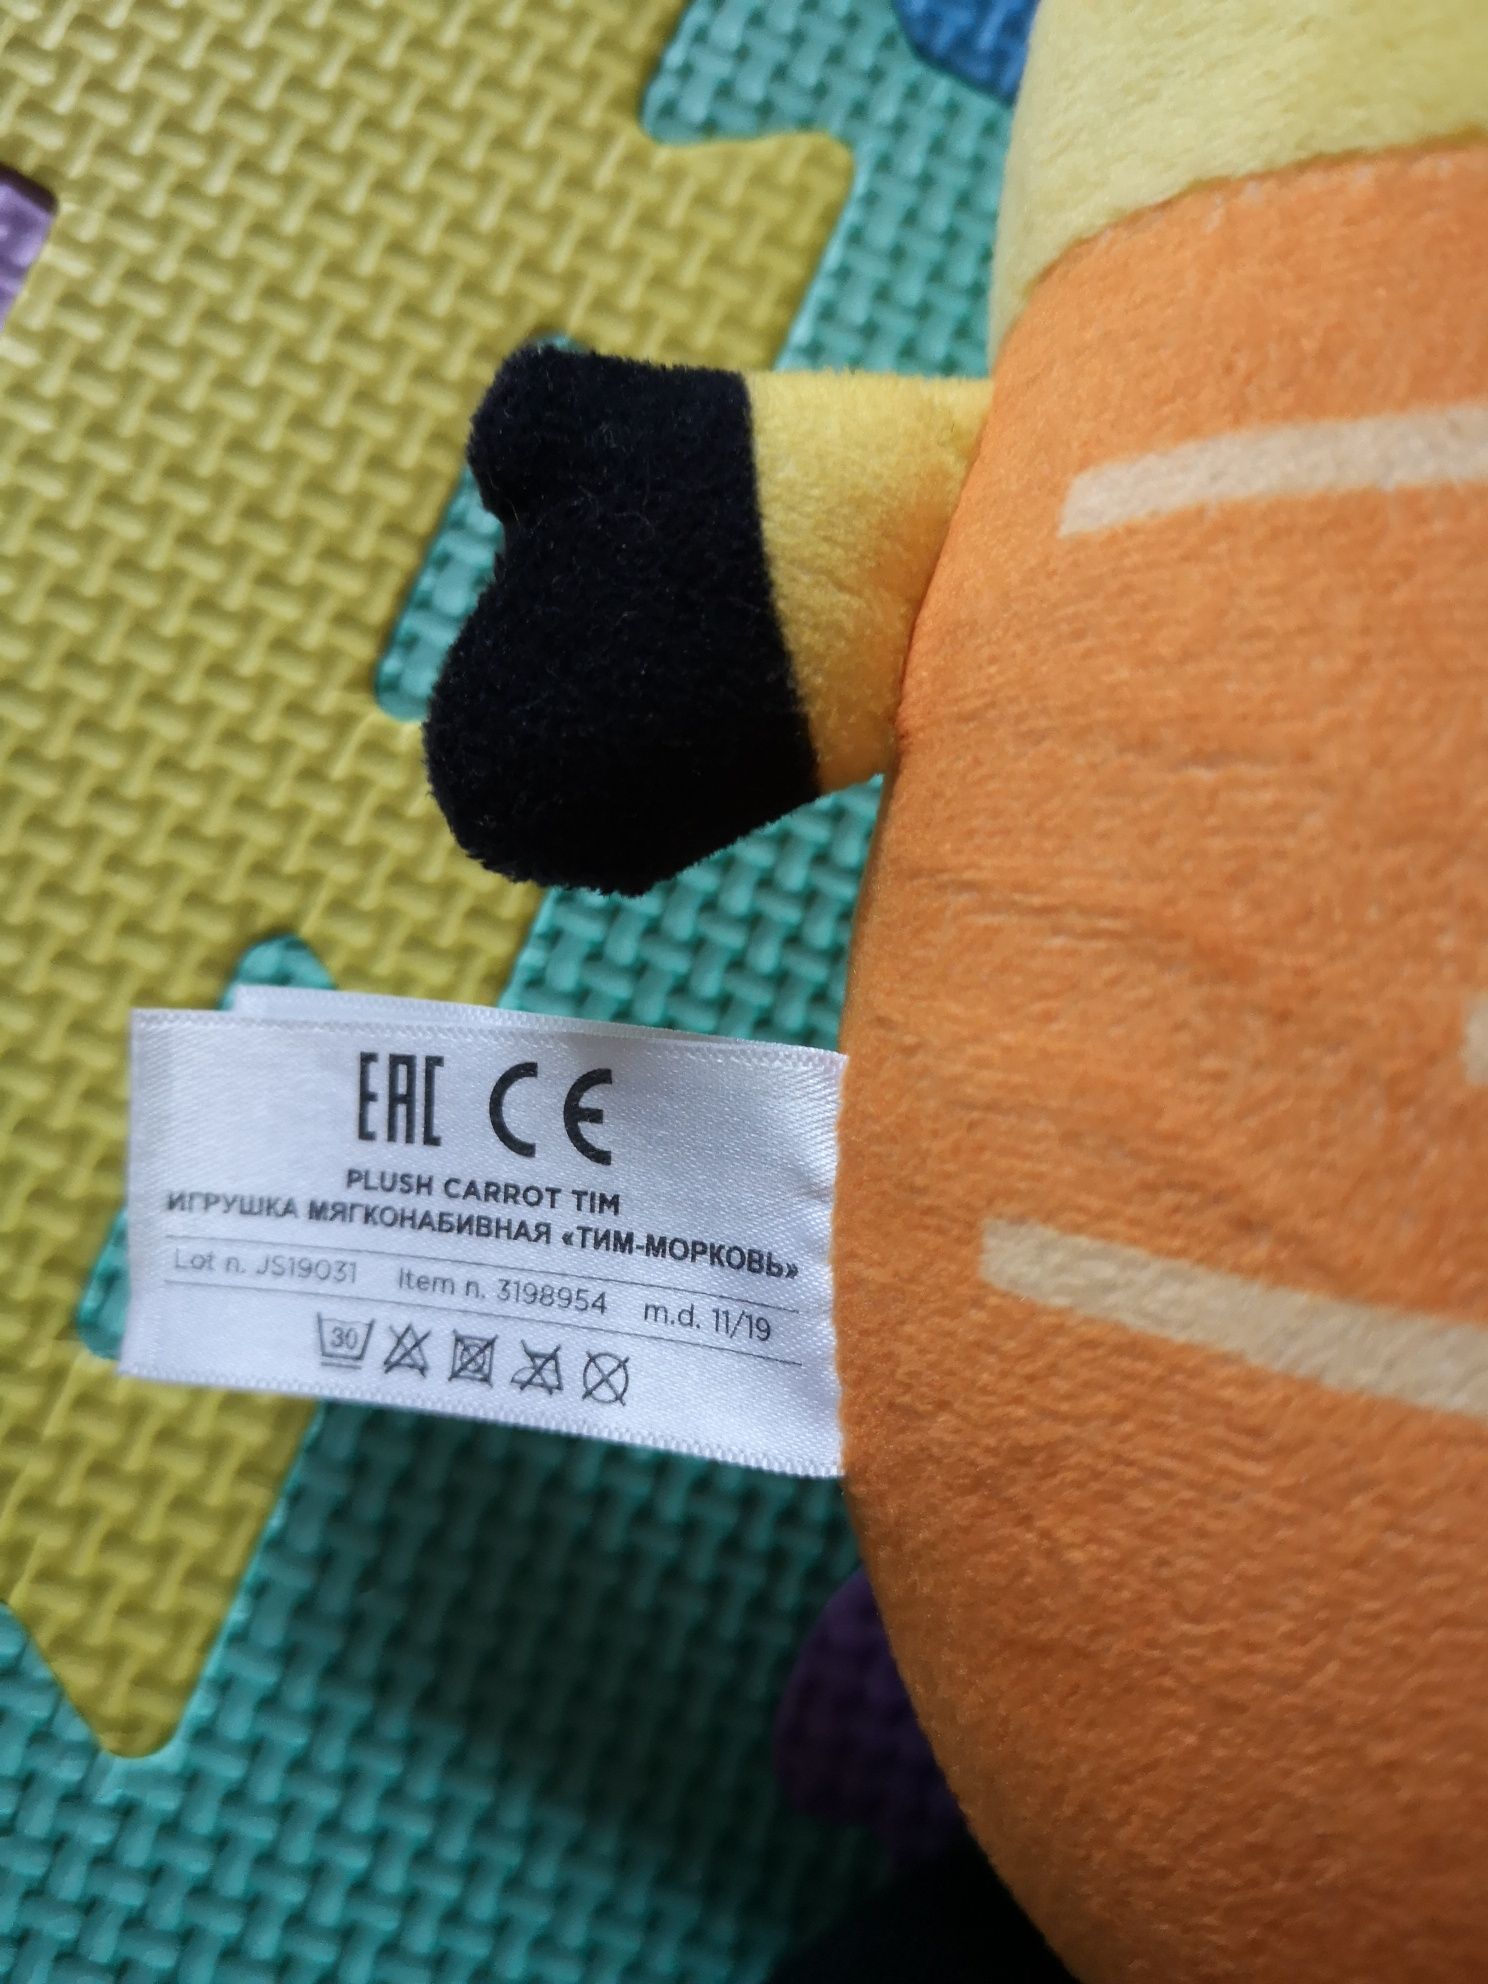 EAC CE
PLUSH CARROT TIM
ИГРУШКА МЯГКОНАБИВНАЯ «ТИМ-МОРКОВЬ»
Lot n. JS19031 Item n. 3198954 m.d. 11/19
30